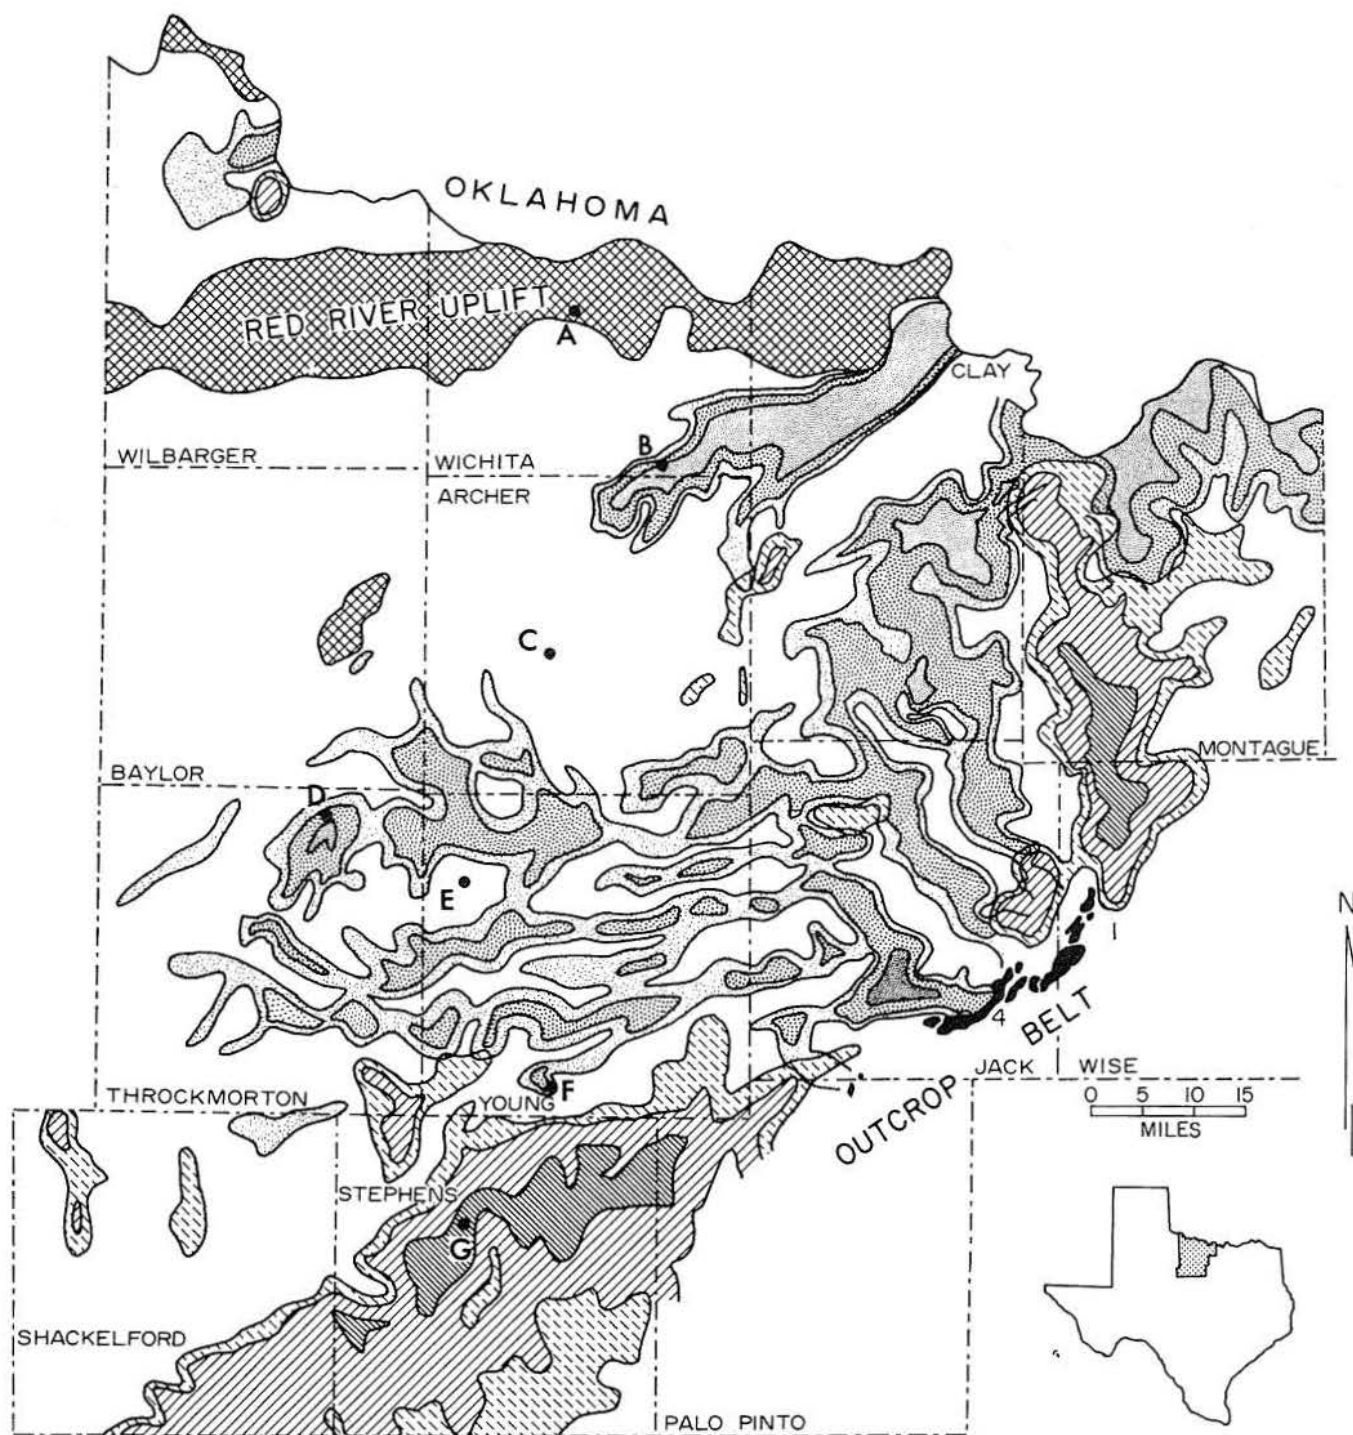 OKLAHOMA
RED RIVER UPLIFT
A
CLAY
B
WILBARGER
WICHITA
ARCHER
C
MONTAGUE
BAYLOR
D
E
N
1
4
OUTCROP BELT
JACK
WISE
F
THROCKMORTON
YOUNG
0 5 10 15
MILES
STEPHENS
G
SHACKELFORD
PALO PINTO